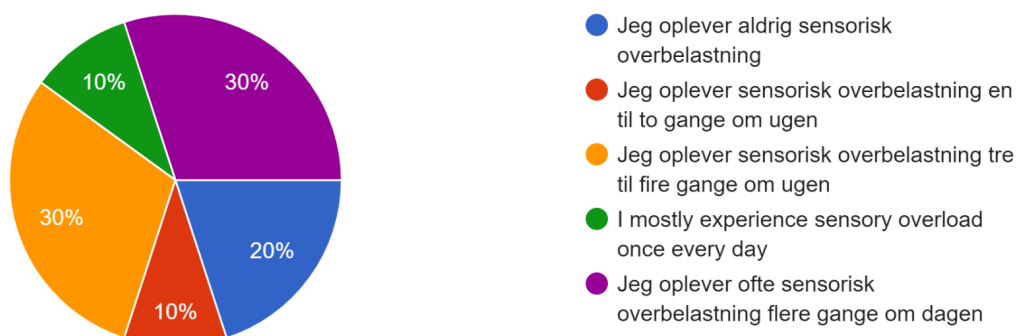 10%
30%
30%
20%
10%
Jeg oplever aldrig sensorisk
overbelastning
Jeg oplever sensorisk overbelastning en
til to gange om ugen
Jeg oplever sensorisk overbelastning tre
til fire gange om ugen
I mostly experience sensory overload
once every day
Jeg oplever ofte sensorisk
overbelastning flere gange om dagen